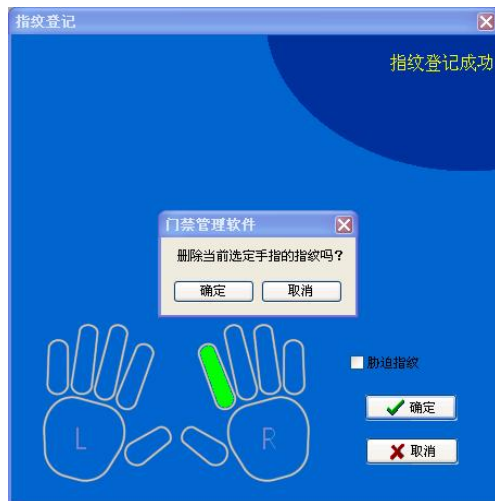 指纹登记
指纹登记成功
门禁管理软件
删除当前选定手指的指纹吗？
确定
取消
胁迫指纹
L
R
确定
取消